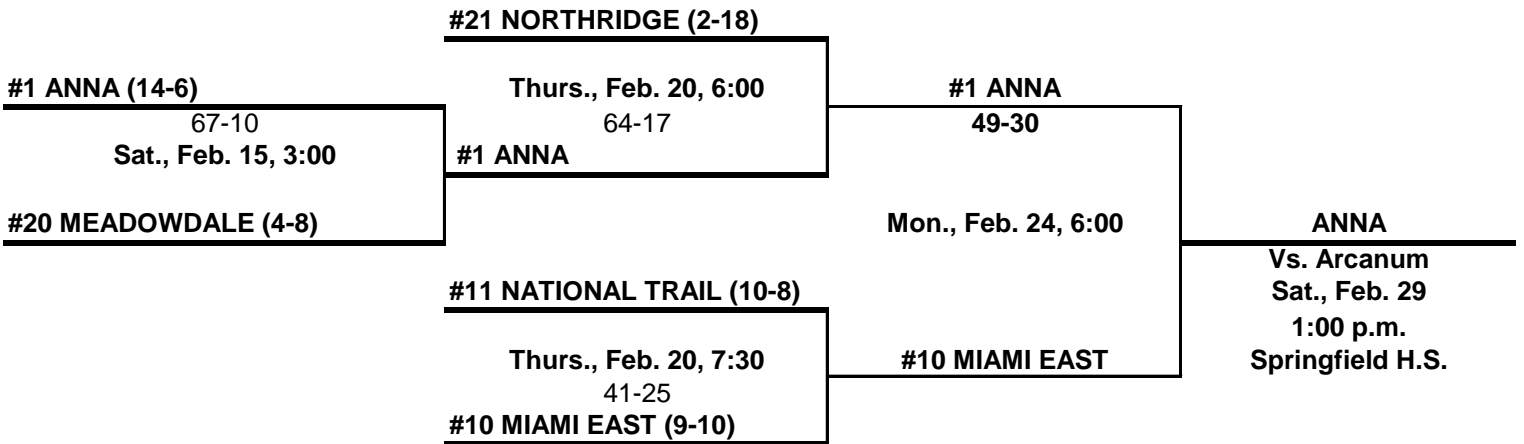 #21 NORTHRIDGE (2-18)
#1 ANNA (14-6)
Thurs., Feb. 20, 6:00
#1 ANNA
67-10
64-17
49-30
Sat., Feb. 15, 3:00
#1 ANNA
#20 MEADOWDALE (4-8)
Mon., Feb. 24, 6:00
ANNA
Vs. Arcanum
#11 NATIONAL TRAIL (10-8)
Sat., Feb. 29
1:00 p.m.
Thurs., Feb. 20, 7:30
#10 MIAMI EAST
Springfield H.S.
41-25
#10 MIAMI EAST (9-10)